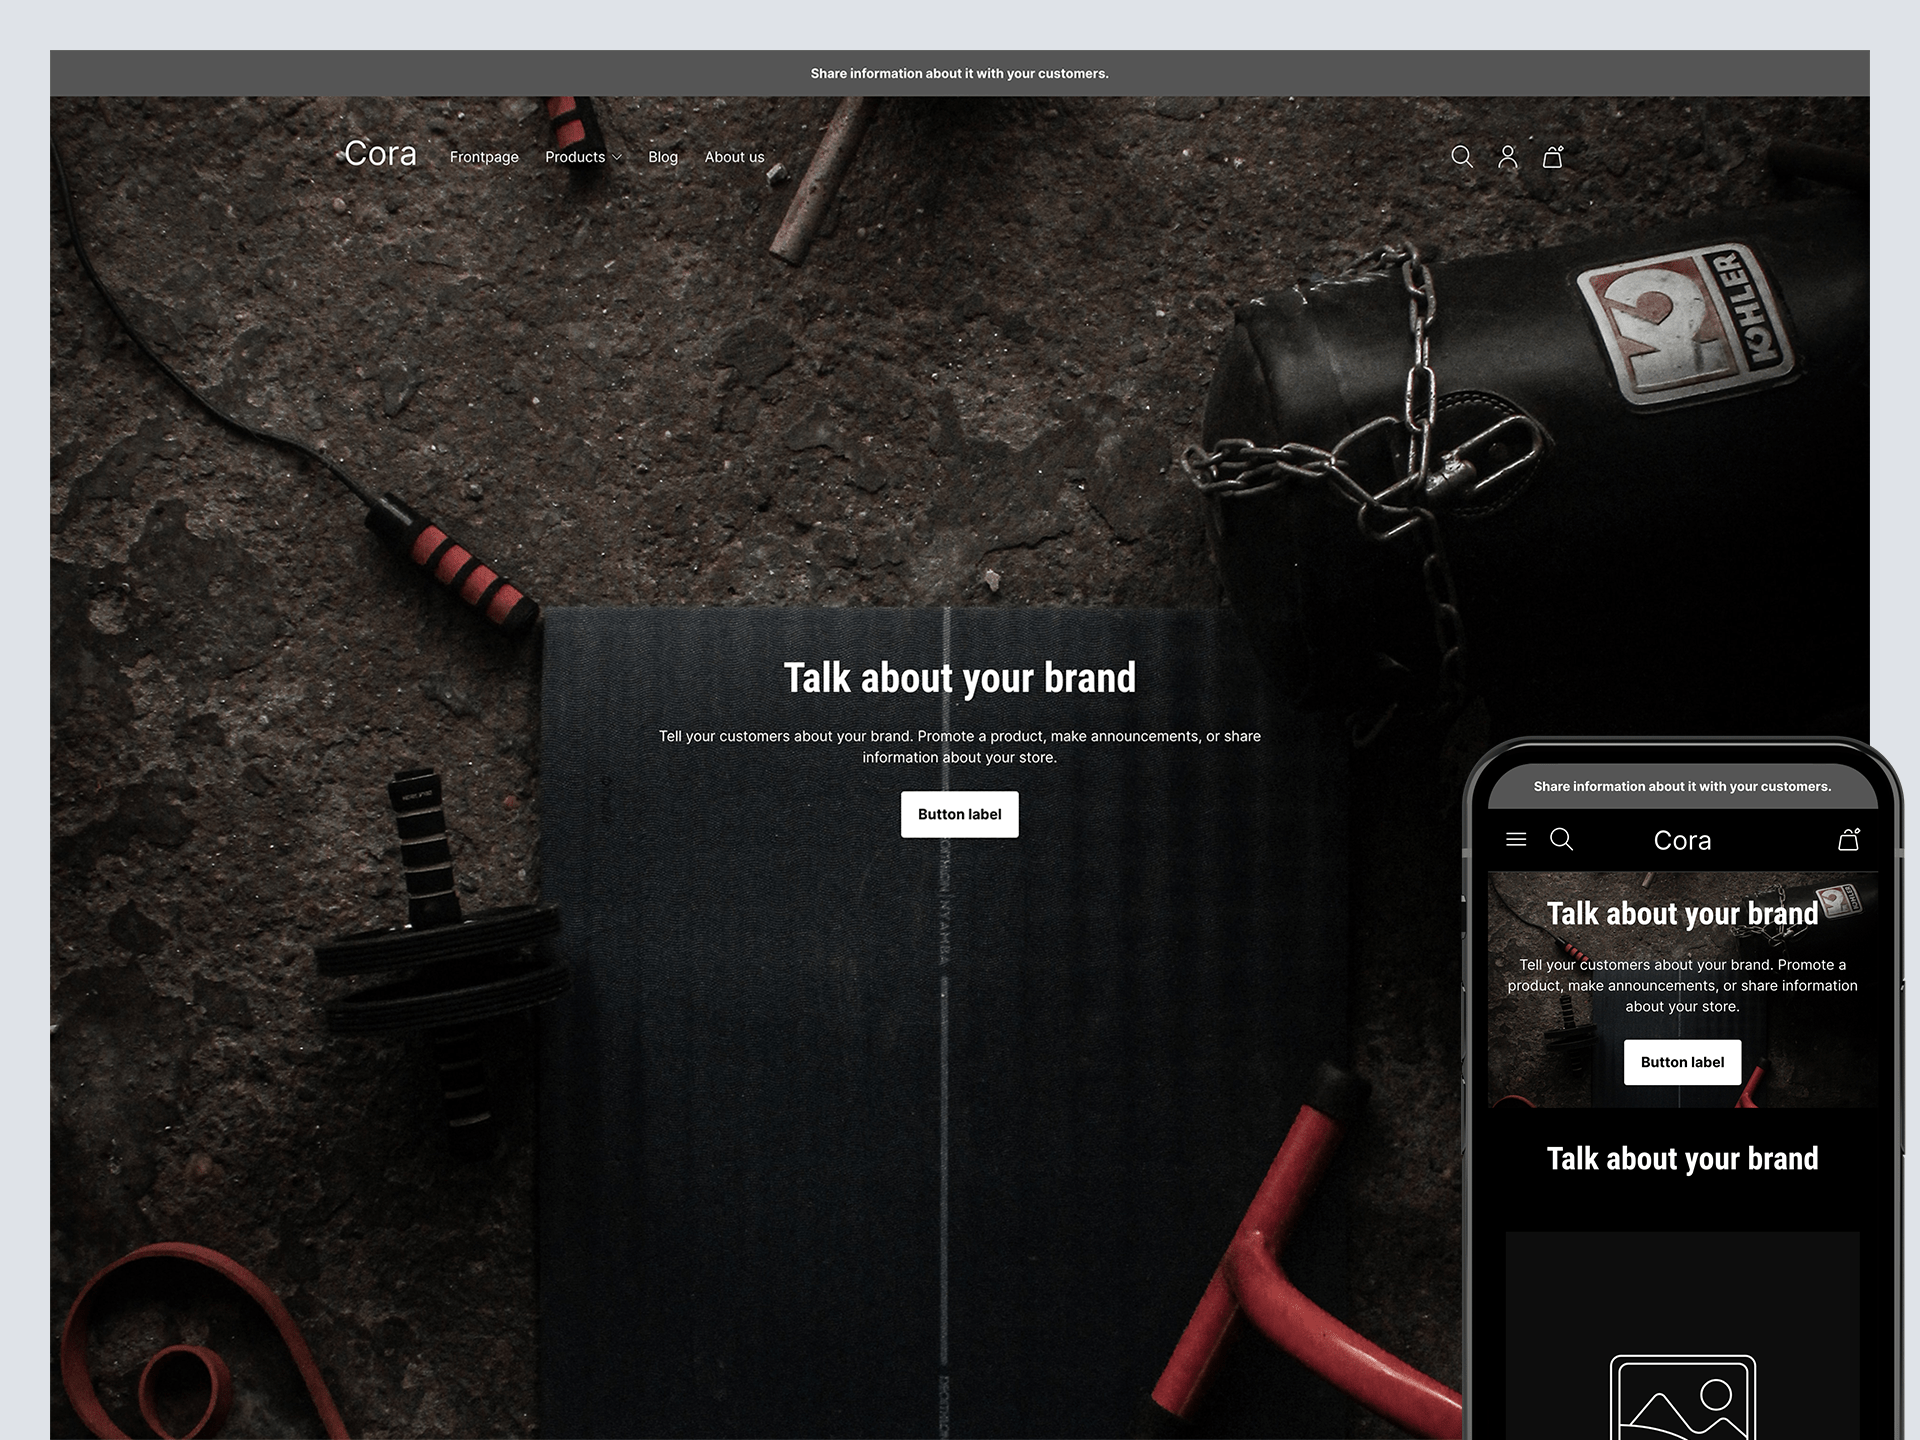 Share information about it with your customers.
Cora
Frontpage
Products
Blog
About us
KOHLER
Talk about your brand
Tell your customers about your brand. Promote a product, make announcements, or share
information about your store.
Button label
Share information about it with your customers.
Cora
Talk about your brand
Tell your customers about your brand. Promote a
product, make announcements, or share information
about your store.
Button label
Talk about your brand